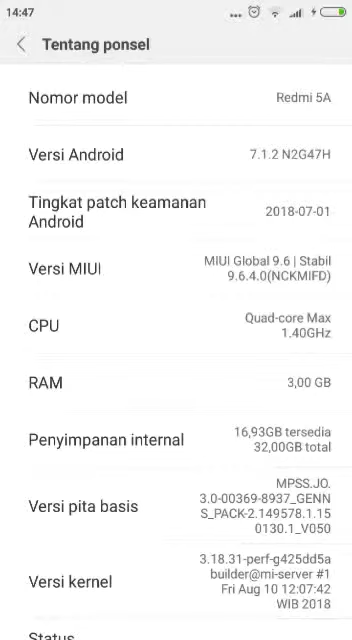 14:47
Tentang ponsel
Nomor model
Redmi 5A
Versi Android
7.1.2 N2G47H
Tingkat patch keamanan
Android
2018-07-01
Versi MIUI
MIUI Global 9.6 | Stabil
9.6.4.0(NCKMIFD)
CPU
Quad-core Max
1.40GHz
RAM
3,00 GB
Penyimpanan internal
16,93GB tersedia
32,00GB total
Versi pita basis
MPSS.JO.
3.0-00369-8937_GENN
S_PACK-2.149578.1.15
0130.1_V050
Versi kernel
3.18.31-perf-g425dd5a
builder@mi-server #1
Fri Aug 10 12:07:42
WIB 2018
Status